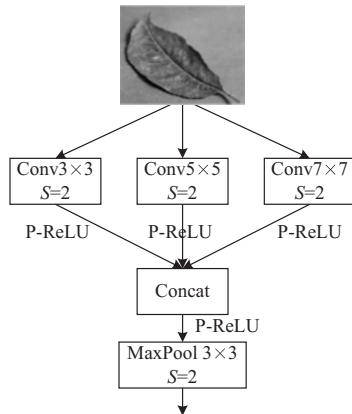 Conv3×3
S=2
Conv5×5
S=2
Conv7×7
S=2
P-ReLU
P-ReLU
P-ReLU
Concat
P-ReLU
MaxPool 3×3
S=2